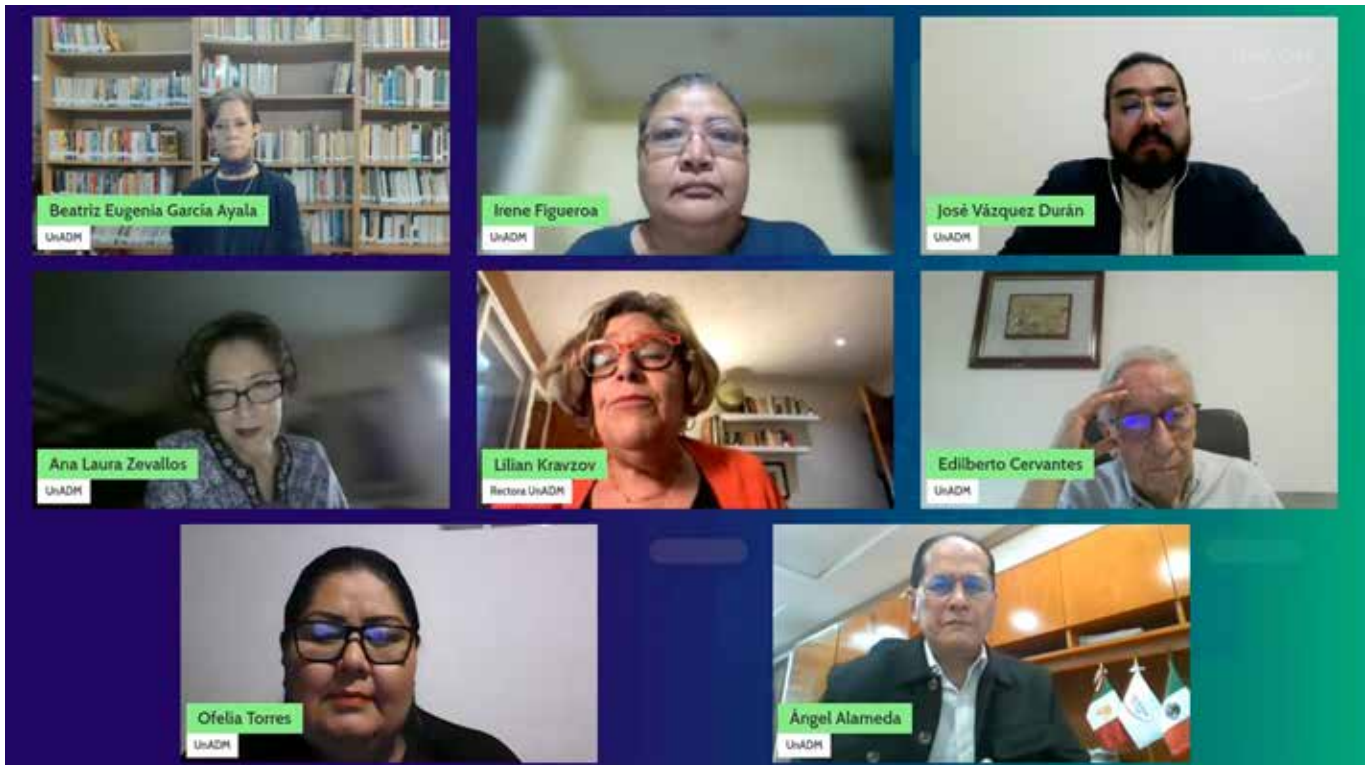 Beatriz Eugenia García Ayala
UnADM
Irene Figueroa
UnADM
José Vázquez Durán
UnADM
Ana Laura Zevallos
UnADM
Lilian Kravzov
Rectora UnADM
Edilberto Cervantes
UnADM
Ofelia Torres
UnADM
Ángel Alameda
UnADM